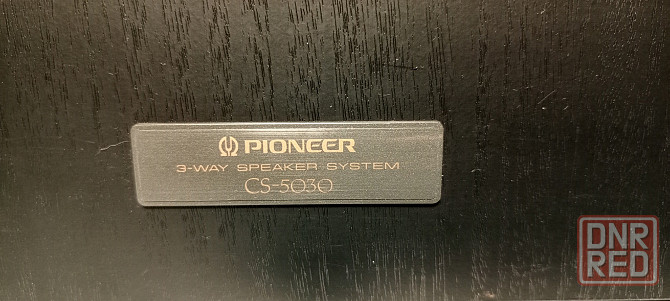 PIONEER
3-WAY SPEAKER SYSTEM
CS-5030
DNR
RED